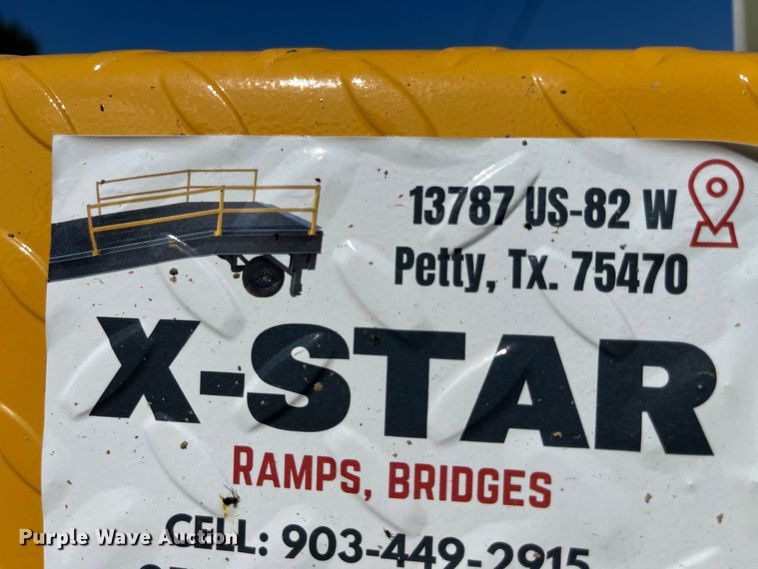 13787 US-82 W
Petty, Tx. 75470
X-STAR
RAMPS, BRIDGES
CELL: 903-449-2915
Purple Wave Auction